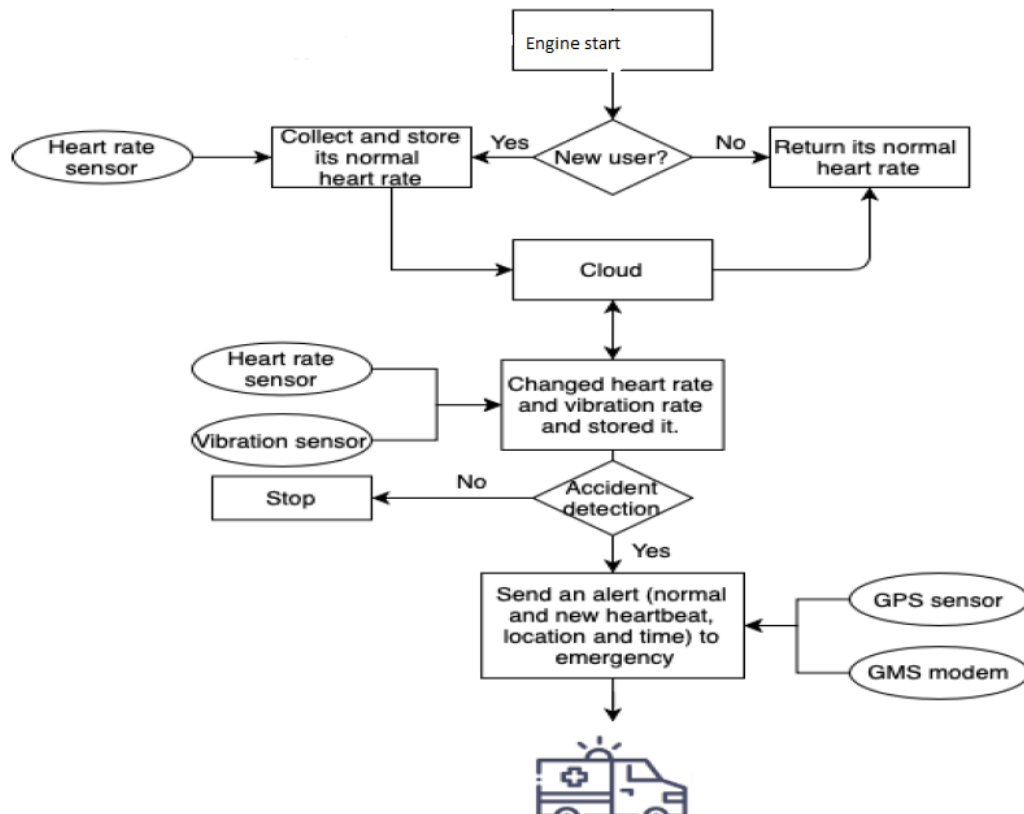 Engine start
Heart rate
sensor
Collect and store
its normal
heart rate
Yes
New user?
No
Return its normal
heart rate
Cloud
Heart rate
sensor
Vibration sensor
Changed heart rate
and vibration rate
and stored it.
Stop
No
Accident
detection
Yes
Send an alert (normal
and new heartbeat,
location and time) to
emergency
GPS sensor
GMS modem